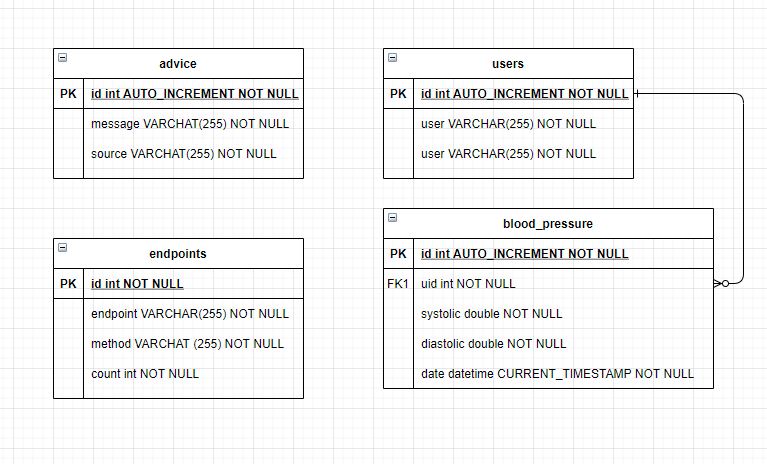 advice
PK id int AUTO_INCREMENT NOT NULL
message VARCHAT(255) NOT NULL
source VARCHAT(255) NOT NULL
users
PK id int AUTO_INCREMENT NOT NULL
user VARCHAR(255) NOT NULL
user VARCHAR(255) NOT NULL
endpoints
PK id int NOT NULL
endpoint VARCHAR(255) NOT NULL
method VARCHAT (255) NOT NULL
count int NOT NULL
blood_pressure
PK id int AUTO_INCREMENT NOT NULL
FK1 uid int NOT NULL
systolic double NOT NULL
diastolic double NOT NULL
date datetime CURRENT_TIMESTAMP NOT NULL